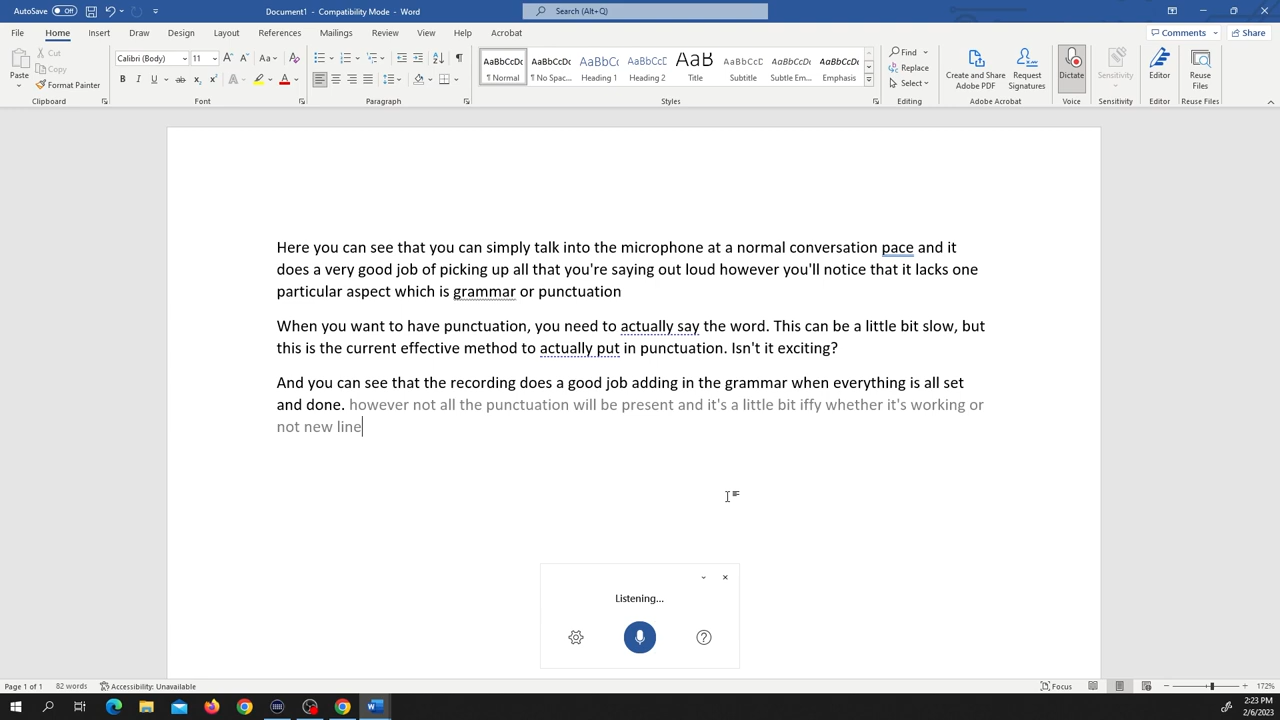 AutoSave Off Document1 - Compatibility Mode - Word Search (Alt+Q)
File Home Insert Draw Design Layout References Mailings Review View Help Acrobat Comments Share
Paste Cut Copy Format Painter
Calibri (Body) 11
AaBbCcDc AaBbCcDc AaBbCc AaBbCcD AaB AaBbCcD AaBbCcDc AaBbCcDc
¶ Normal ¶ No Spac... Heading 1 Heading 2 Title Subtitle Subtle Em... Emphasis
Find Replace Select
Create and Share Adobe PDF Request Signatures Dictate Sensitivity Editor Reuse Files
Clipboard Font Paragraph Styles Editing Adobe Acrobat Voice Sensitivity Editor Reuse Files
Here you can see that you can simply talk into the microphone at a normal conversation pace and it
does a very good job of picking up all that you're saying out loud however you'll notice that it lacks one
particular aspect which is grammar or punctuation
When you want to have punctuation, you need to actually say the word. This can be a little bit slow, but
this is the current effective method to actually put in punctuation. Isn't it exciting?
And you can see that the recording does a good job adding in the grammar when everything is all set
and done. however not all the punctuation will be present and it's a little bit iffy whether it's working or
not new line
Listening...
Page 1 of 1 82 words Accessibility: Unavailable Focus 172%
2:23 PM
2/6/2023